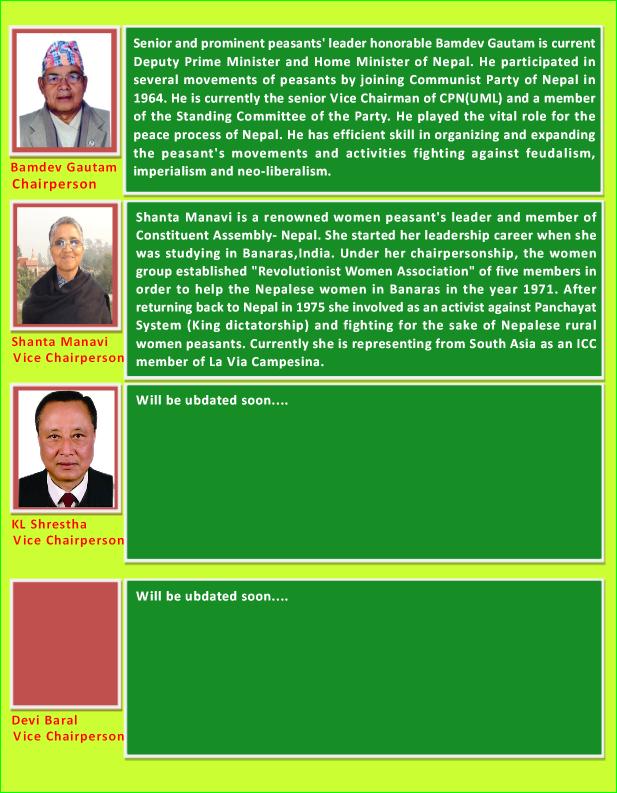 Senior and prominent peasants' leader honorable Bamdev Gautam is current
Deputy Prime Minister and Home Minister of Nepal. He participated in
several movements of peasants by joining Communist Party of Nepal in
1964. He is currently the senior Vice Chairman of CPN(UML) and a member
of the Standing Committee of the Party. He played the vital role for the
peace process of Nepal. He has efficient skill in organizing and expanding
the peasant's movements and activities fighting against feudalism,
imperialism and neo-liberalism.
Bamdev Gautam
Chairperson
Shanta Manavi is a renowned women peasant's leader and member of
Constituent Assembly- Nepal. She started her leadership career when she
was studying in Banaras,India. Under her chairpersonship, the women
group established "Revolutionist Women Association" of five members in
order to help the Nepalese women in Banaras in the year 1971. After
returning back to Nepal in 1975 she involved as an activist against Panchayat
System (King dictatorship) and fighting for the sake of Nepalese rural
women peasants. Currently she is representing from South Asia as an ICC
member of La Via Campesina.
Shanta Manavi
Vice Chairperson
Will be ubdated soon....
KL Shrestha
Vice Chairperson
Will be ubdated soon....
Devi Baral
Vice Chairperson